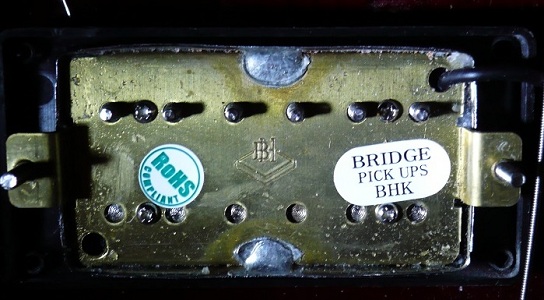 RoHS
COMPLIANT
BRIDGE
PICK UPS
BHK